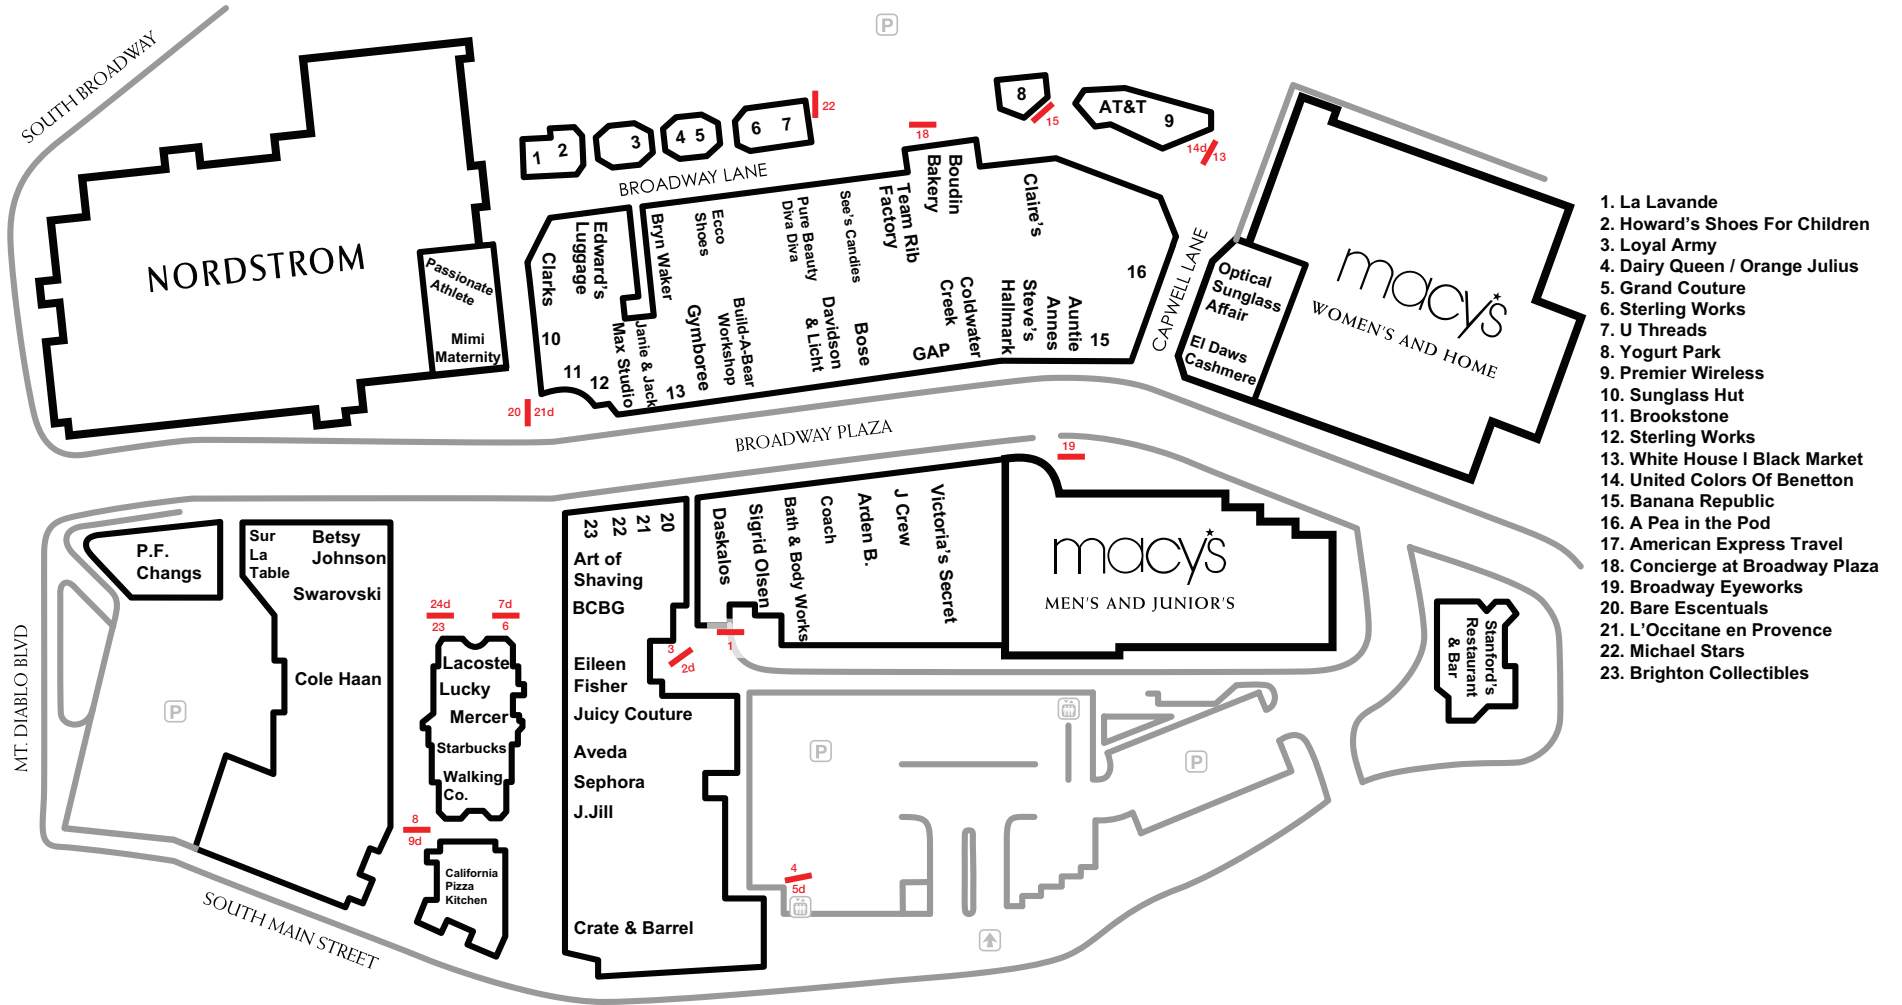 SOUTH BROADWAY
P
NORDSTROM
Passionate
Athlete
Mimi
Maternity
1
2
3
4
5
6
7
22
BROADWAY LANE
18
8
15
AT&T
9
14d
13
Clarks
10
11
12
Edward's
Luggage
Max Studio
Janie & Jack
Bryn Walker
13
Ecco
Shoes
Gymboree
Build-A-Bear
Workshop
Pure Beauty
Diva Diva
Davidson
& Licht
See's Candies
Bose
Team Rib
Factory
Boudin
Bakery
GAP
Coldwater
Creek
Claire's
Steve's
Hallmark
Auntie
Annes
15
16
CAPWELL LANE
Optical
Sunglass
Affair
El Daws
Cashmere
macy's
WOMEN'S AND HOME
20
21d
BROADWAY PLAZA
19
P.F.
Changs
Sur
La
Table
Betsy
Johnson
Swarovski
Cole Haan
MT. DIABLO BLVD
P
24d
23
7d
6
Lacoste
Lucky
Mercer
Starbucks
Walking
Co.
8
9d
California
Pizza
Kitchen
SOUTH MAIN STREET
23
22
21
20
Art of
Shaving
BCBG
Eileen
Fisher
Juicy Couture
Aveda
Sephora
J.Jill
Crate & Barrel
3
2d
1
Daskalos
Sigrid Olsen
Bath & Body Works
Coach
Arden B.
J Crew
Victoria's Secret
macy's
MEN'S AND JUNIOR'S
P
4
5d
P
Stanford's
Restaurant
& Bar
1. La Lavande
2. Howard's Shoes For Children
3. Loyal Army
4. Dairy Queen / Orange Julius
5. Grand Couture
6. Sterling Works
7. U Threads
8. Yogurt Park
9. Premier Wireless
10. Sunglass Hut
11. Brookstone
12. Sterling Works
13. White House l Black Market
14. United Colors Of Benetton
15. Banana Republic
16. A Pea in the Pod
17. American Express Travel
18. Concierge at Broadway Plaza
19. Broadway Eyeworks
20. Bare Escentuals
21. L'Occitane en Provence
22. Michael Stars
23. Brighton Collectibles